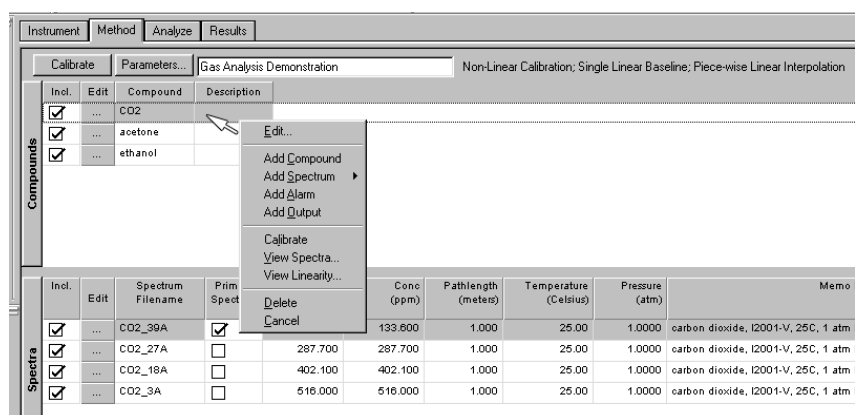 Instrument Method Analyze Results
Calibrate Parameters... Gas Analysis Demonstration Non-Linear Calibration; Single Linear Baseline; Piece-wise Linear Interpolation
Incl. Edit Compound Description
... CO2
... acetone
... ethanol
Compounds
Edit...
Add Compound
Add Spectrum
Add Alarm
Add Output
Calibrate
View Spectra...
View Linearity...
Delete
Cancel
Incl. Edit Spectrum Filename Prim Spect Conc (ppm) Pathlength (meters) Temperature (Celsius) Pressure (atm) Memo
... CO2_39A 133.600 1.000 25.00 1.0000 carbon dioxide, I2001-V, 25C, 1 atm
... CO2_27A 287.700 287.700 1.000 25.00 1.0000 carbon dioxide, I2001-V, 25C, 1 atm
... CO2_18A 402.100 402.100 1.000 25.00 1.0000 carbon dioxide, I2001-V, 25C, 1 atm
... CO2_3A 516.000 516.000 1.000 25.00 1.0000 carbon dioxide, I2001-V, 25C, 1 atm
Spectra